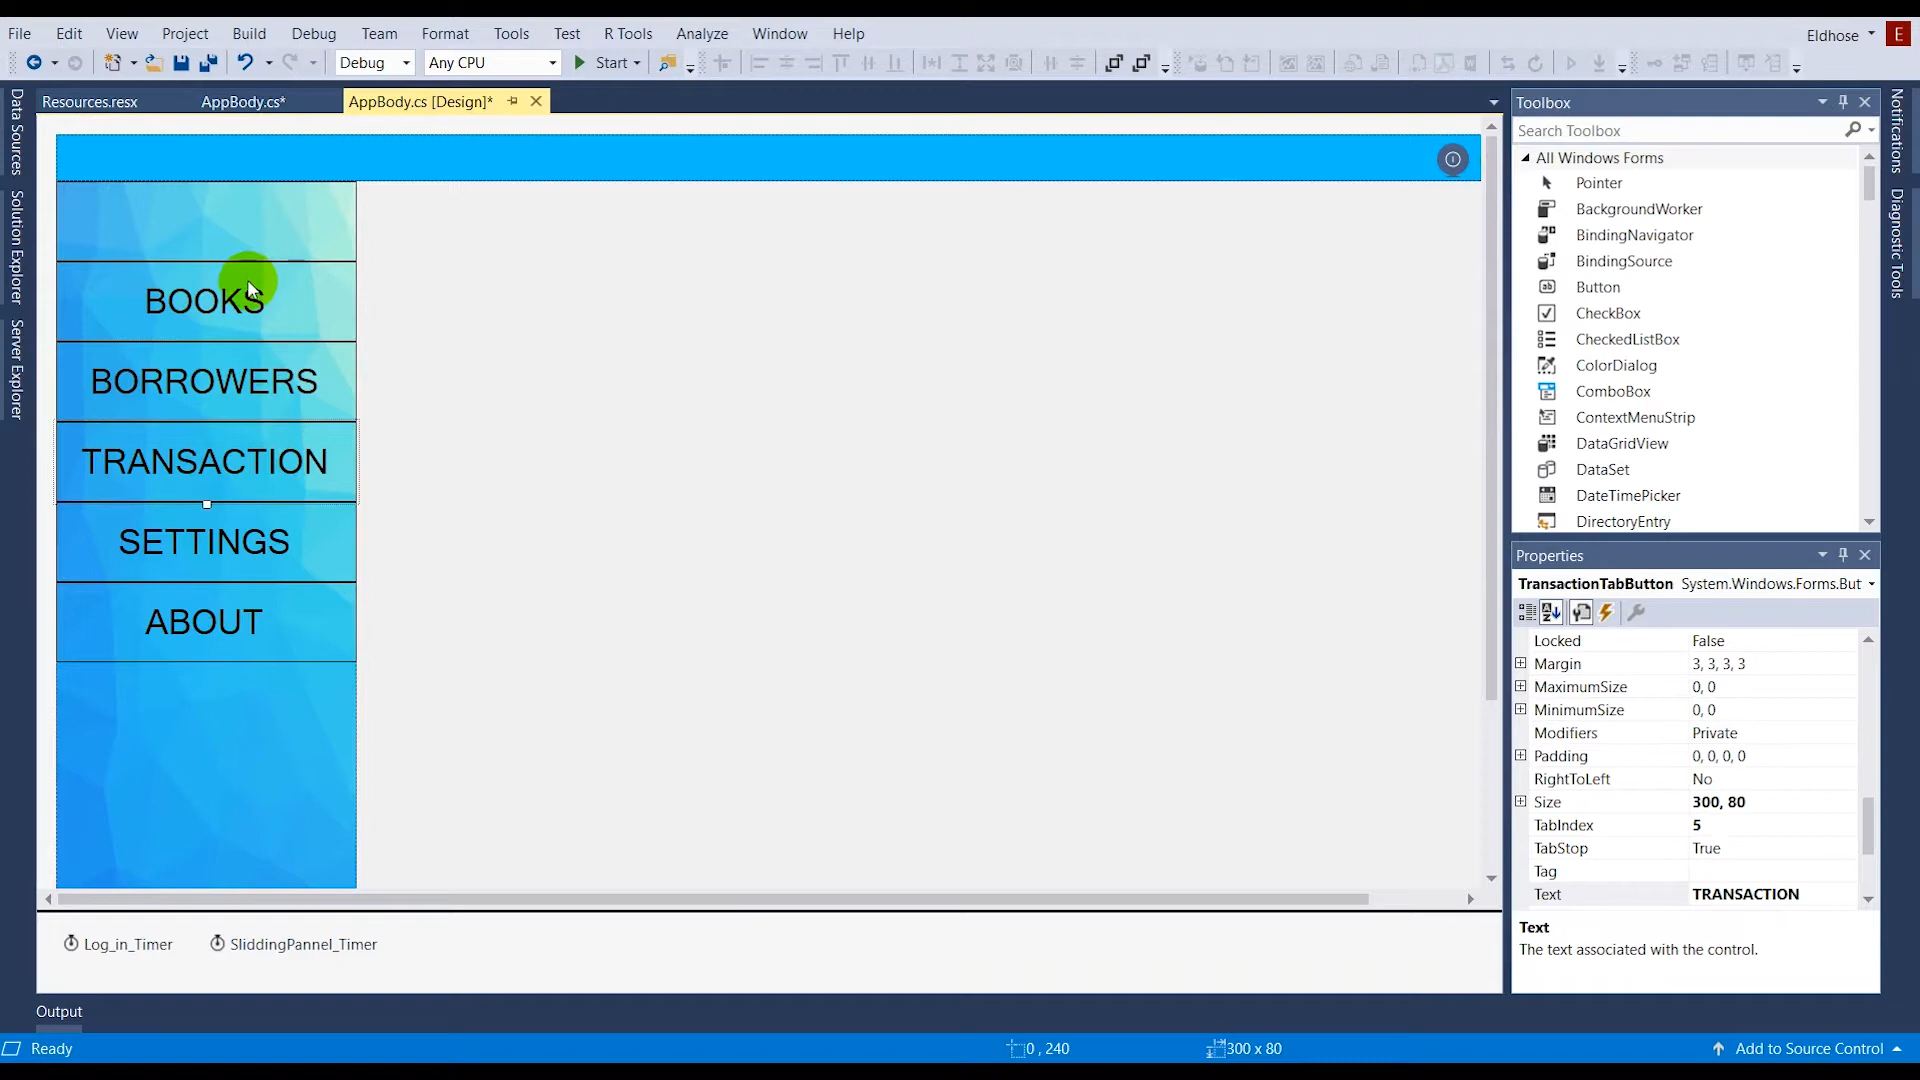 File Edit View Project Build Debug Team Format Tools Test R Tools Analyze Window Help
Eldhose E
Debug Any CPU Start
Resources.resx AppBody.cs* AppBody.cs [Design]*
Data Sources
Solution Explorer
Server Explorer
BOOKS
BORROWERS
TRANSACTION
SETTINGS
ABOUT
Log_in_Timer SliddingPannel_Timer
Toolbox
Search Toolbox
All Windows Forms
Pointer
BackgroundWorker
BindingNavigator
BindingSource
Button
CheckBox
CheckedListBox
ColorDialog
ComboBox
ContextMenuStrip
DataGridView
DataSet
DateTimePicker
DirectoryEntry
Properties
TransactionTabButton System.Windows.Forms.But
Locked False
Margin 3, 3, 3, 3
MaximumSize 0, 0
MinimumSize 0, 0
Modifiers Private
Padding 0, 0, 0, 0
RightToLeft No
Size 300, 80
TabIndex 5
TabStop True
Tag
Text TRANSACTION
Text
The text associated with the control.
Notifications
Diagnostic Tools
Output
Ready 0 , 240 300 x 80 Add to Source Control